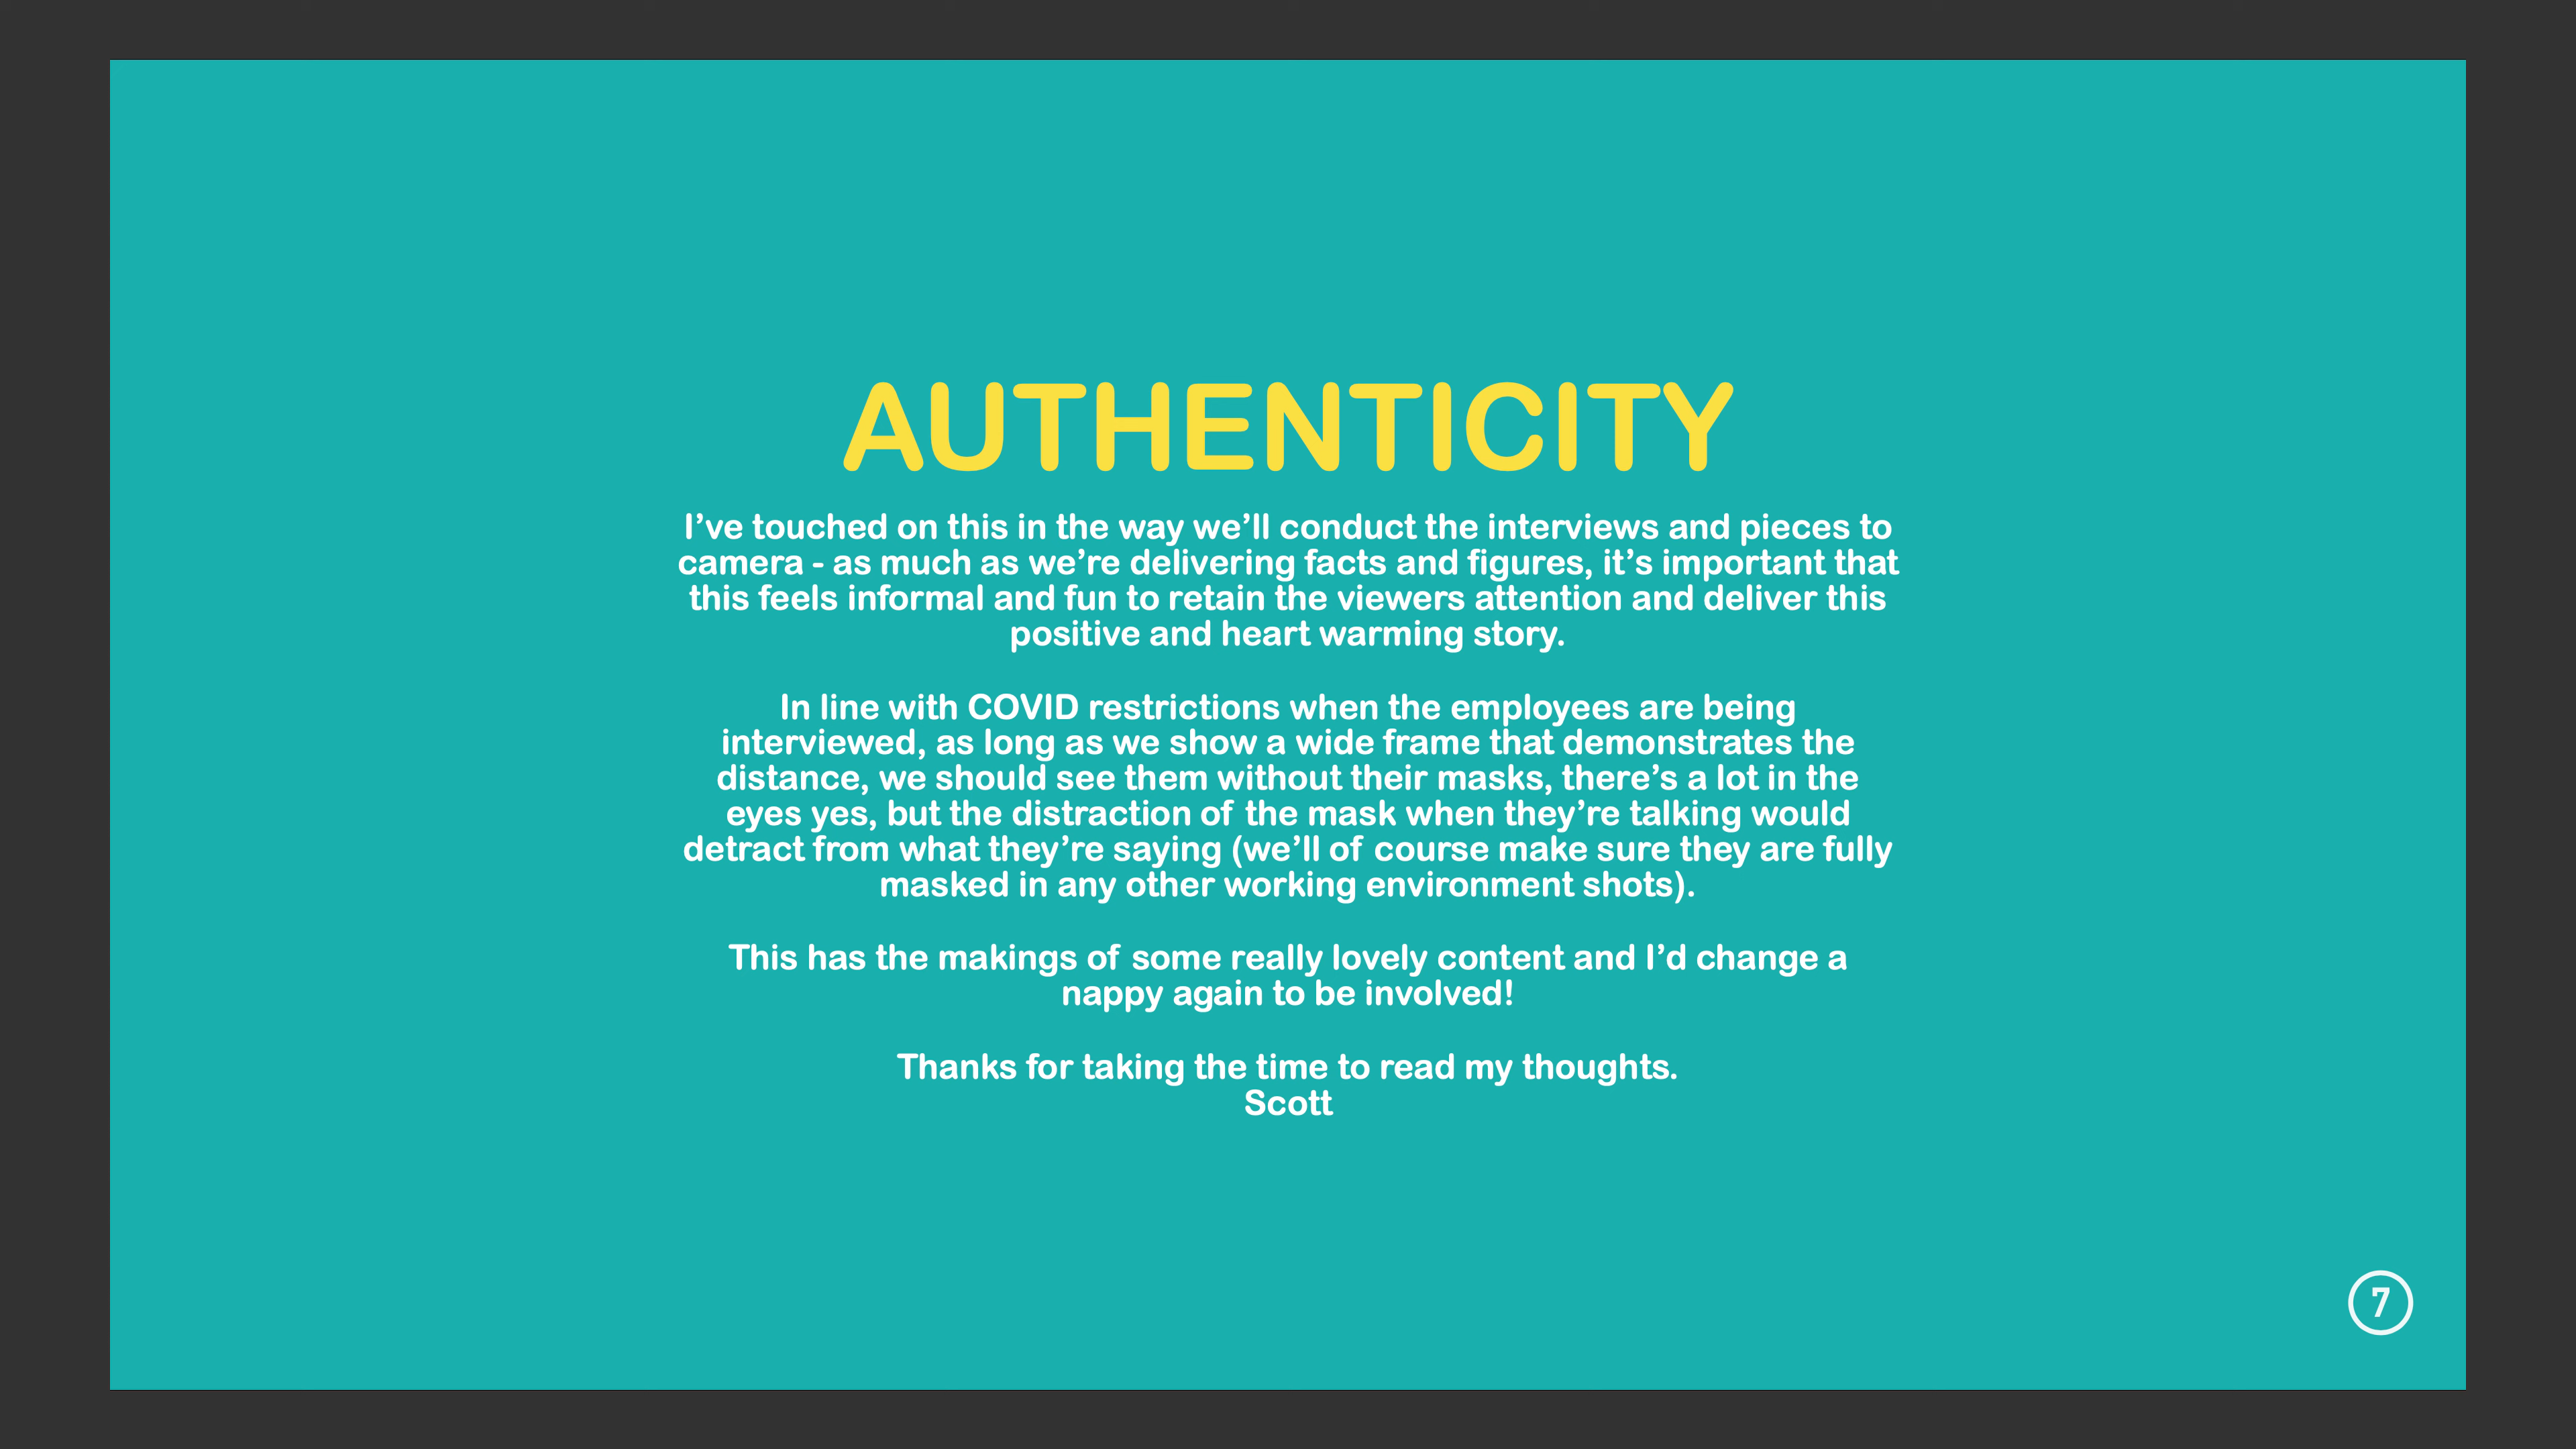 AUTHENTICITY
I’ve touched on this in the way we’ll conduct the interviews and pieces to
camera - as much as we’re delivering facts and figures, it’s important that
this feels informal and fun to retain the viewers attention and deliver this
positive and heart warming story.
In line with COVID restrictions when the employees are being
interviewed, as long as we show a wide frame that demonstrates the
distance, we should see them without their masks, there’s a lot in the
eyes yes, but the distraction of the mask when they’re talking would
detract from what they’re saying (we’ll of course make sure they are fully
masked in any other working environment shots).
This has the makings of some really lovely content and I’d change a
nappy again to be involved!
Thanks for taking the time to read my thoughts.
Scott
7